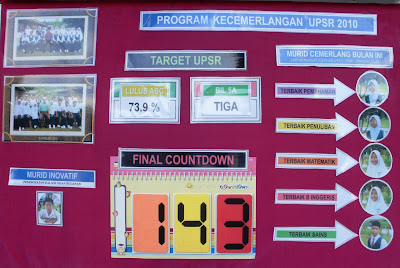 PROGRAM KECEMERLANGAN UPSR 2010
TARGET UPSR
MURID CEMERLANG BULAN INI
LULUS ABC
73.9 %
BIL 5A
TIGA
TERBAIK PEMAHAMAN
TERBAIK PENULISAN
TERBAIK MATEMATIK
TERBAIK B INGGERIS
TERBAIK SAINS
MURID INOVATIF
FINAL COUNTDOWN
143